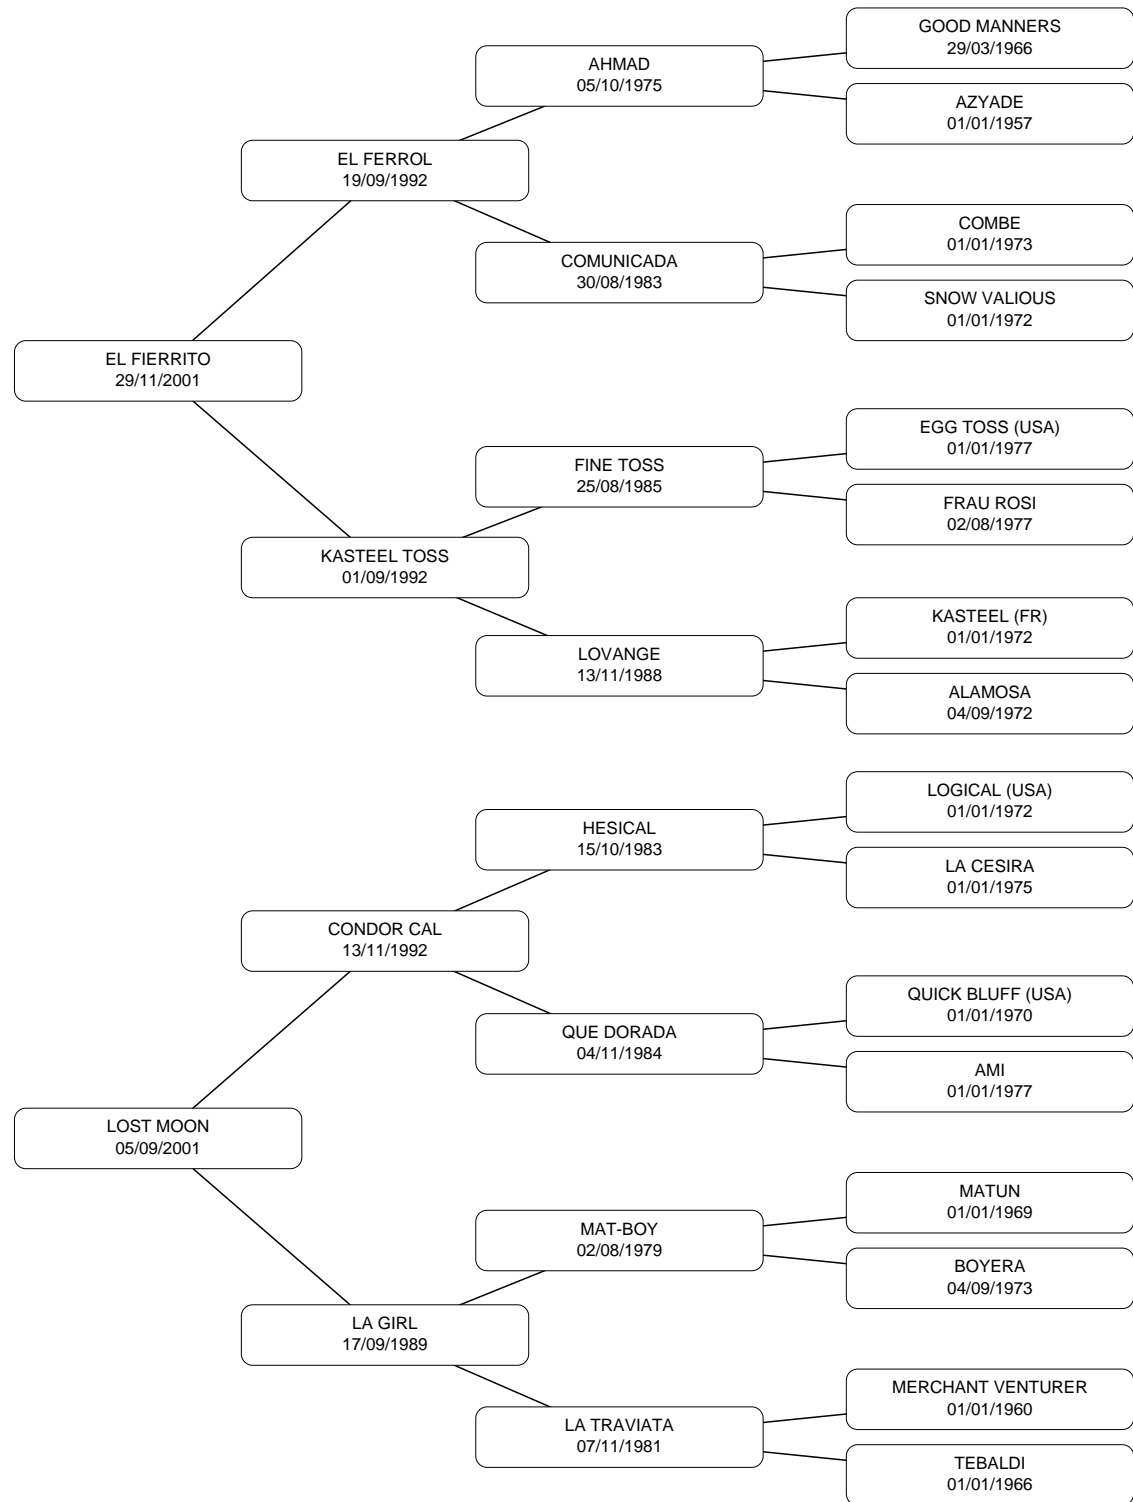 GOOD MANNERS
29/03/1966
AHMAD
05/10/1975
AZYADE
01/01/1957
EL FERROL
19/09/1992
COMBE
01/01/1973
COMUNICADA
30/08/1983
SNOW VALIOUS
01/01/1972
EL FIERRITO
29/11/2001
EGG TOSS (USA)
01/01/1977
FINE TOSS
25/08/1985
FRAU ROSI
02/08/1977
KASTEEL TOSS
01/09/1992
KASTEEL (FR)
01/01/1972
LOVANGE
13/11/1988
ALAMOSA
04/09/1972
LOGICAL (USA)
01/01/1972
HESICAL
15/10/1983
LA CESIRA
01/01/1975
CONDOR CAL
13/11/1992
QUICK BLUFF (USA)
01/01/1970
QUE DORADA
04/11/1984
AMI
01/01/1977
LOST MOON
05/09/2001
MATUN
01/01/1969
MAT-BOY
02/08/1979
BOYERA
04/09/1973
LA GIRL
17/09/1989
MERCHANT VENTURER
01/01/1960
LA TRAVIATA
07/11/1981
TEBALDI
01/01/1966